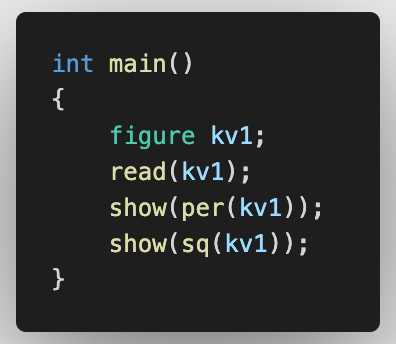 int main()
{
    figure kv1;
    read(kv1);
    show(per(kv1));
    show(sq(kv1));
}